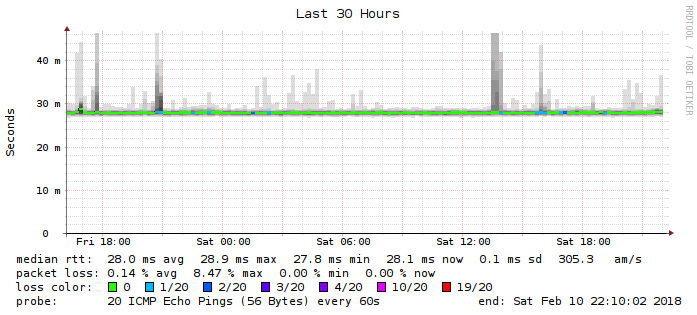 Last 30 Hours
RRDTOOL / TOBI OETIKER
Seconds
40 m
30 m
20 m
10 m
0
Fri 18:00 Sat 00:00 Sat 06:00 Sat 12:00 Sat 18:00
median rtt: 28.0 ms avg 28.9 ms max 27.8 ms min 28.1 ms now 0.1 ms sd 305.3 am/s
packet loss: 0.14 % avg 8.47 % max 0.00 % min 0.00 % now
loss color: 0 1/20 2/20 3/20 4/20 10/20 19/20
probe: 20 ICMP Echo Pings (56 Bytes) every 60s end: Sat Feb 10 22:10:02 2018